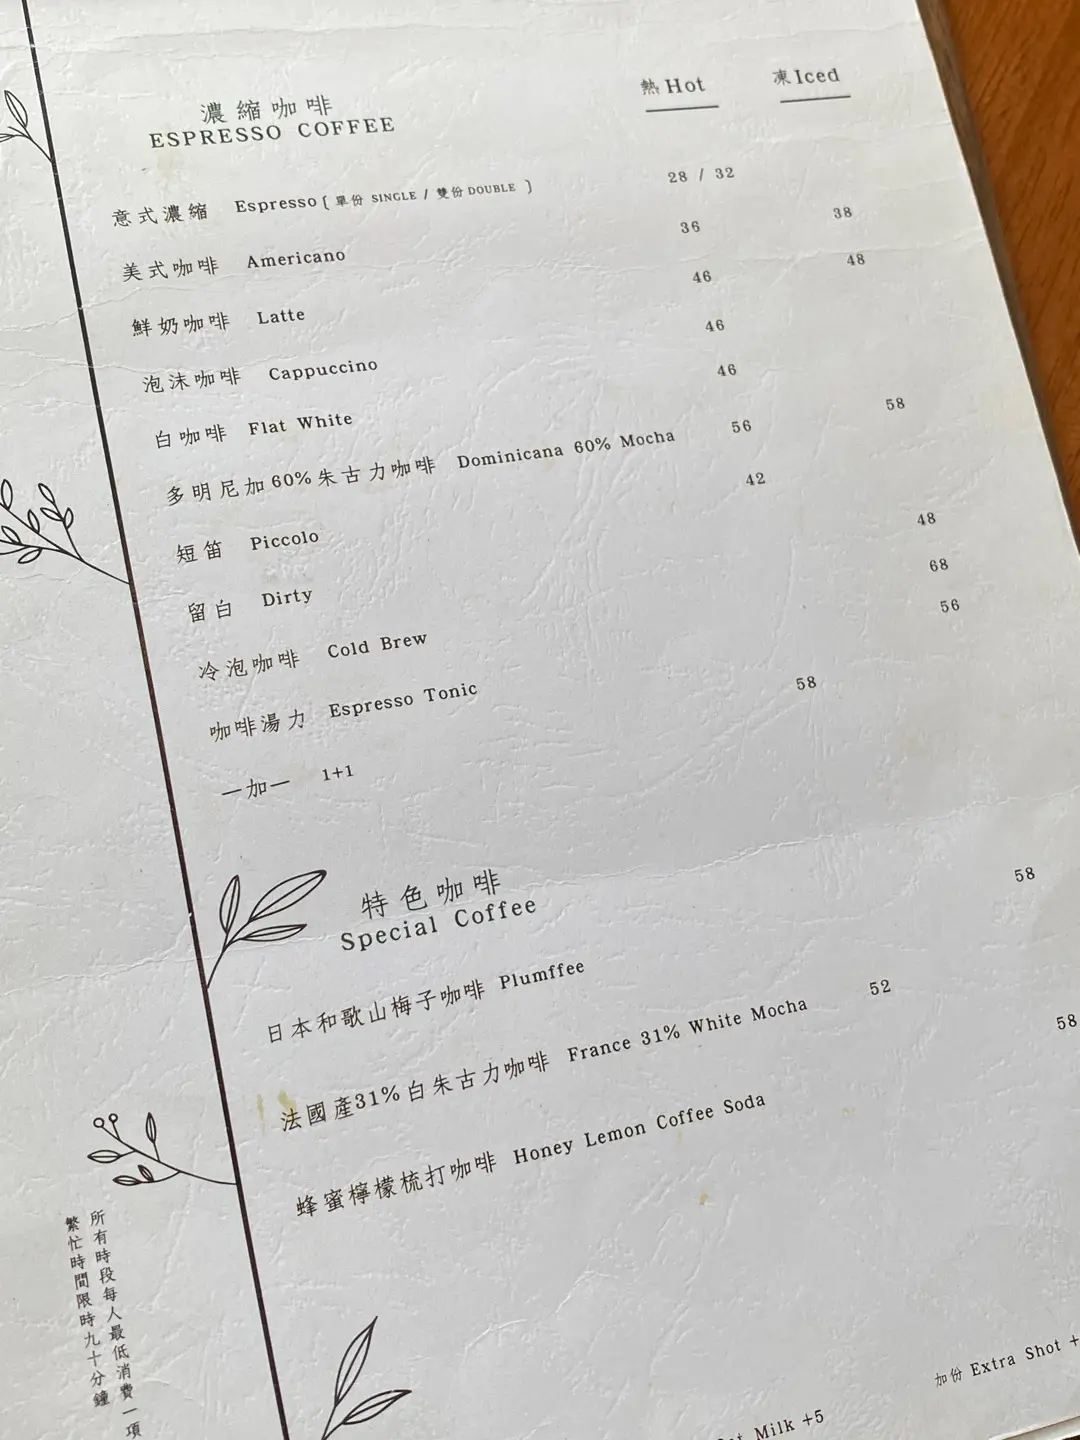 濃縮咖啡
ESPRESSO COFFEE
熱 Hot 凍 Iced
意式濃縮 Espresso [ 單份 SINGLE / 雙份 DOUBLE ] 28 / 32
美式咖啡 Americano 36 38
鮮奶咖啡 Latte 46 48
泡沫咖啡 Cappuccino 46
白咖啡 Flat White 46
多明尼加60%朱古力咖啡 Dominicana 60% Mocha 56 58
短笛 Piccolo 42
留白 Dirty 48
冷泡咖啡 Cold Brew 68
咖啡湯力 Espresso Tonic 56
一加一 1+1 58
特色咖啡
Special Coffee
日本和歌山梅子咖啡 Plumffee 58
法國產31%白朱古力咖啡 France 31% White Mocha 52
蜂蜜檸檬梳打咖啡 Honey Lemon Coffee Soda 58
所有時段每人最低消費一項
繁忙時間限時九十分鐘
加份 Extra Shot +
Milk +5